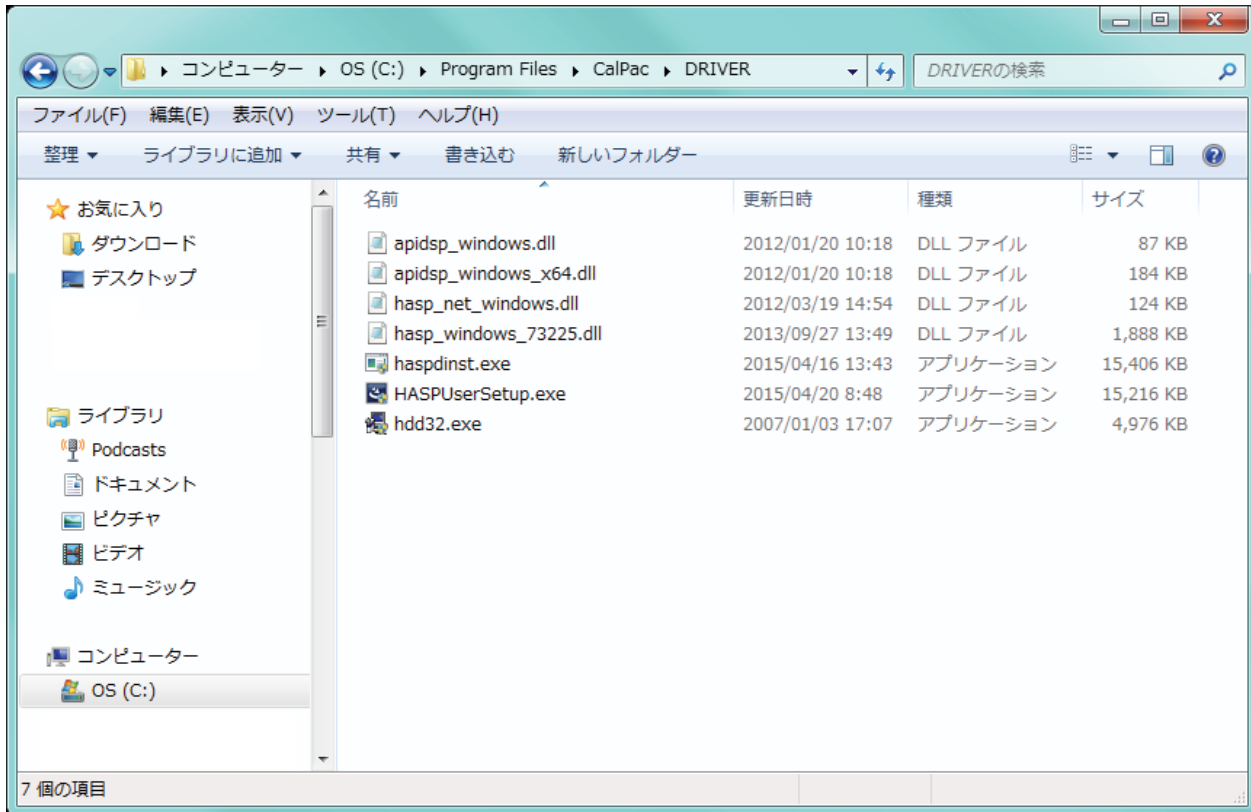 コンピューター ▸ OS (C:) ▸ Program Files ▸ CalPac ▸ DRIVER
DRIVERの検索
ファイル(F) 編集(E) 表示(V) ツール(T) ヘルプ(H)
整理 ライブラリに追加 共有 書き込む 新しいフォルダー
お気に入り
ダウンロード
デスクトップ
ライブラリ
Podcasts
ドキュメント
ピクチャ
ビデオ
ミュージック
コンピューター
OS (C:)
名前 更新日時 種類 サイズ
apidsp_windows.dll 2012/01/20 10:18 DLL ファイル 87 KB
apidsp_windows_x64.dll 2012/01/20 10:18 DLL ファイル 184 KB
hasp_net_windows.dll 2012/03/19 14:54 DLL ファイル 124 KB
hasp_windows_73225.dll 2013/09/27 13:49 DLL ファイル 1,888 KB
haspdinst.exe 2015/04/16 13:43 アプリケーション 15,406 KB
HASPUserSetup.exe 2015/04/20 8:48 アプリケーション 15,216 KB
hdd32.exe 2007/01/03 17:07 アプリケーション 4,976 KB
7 個の項目